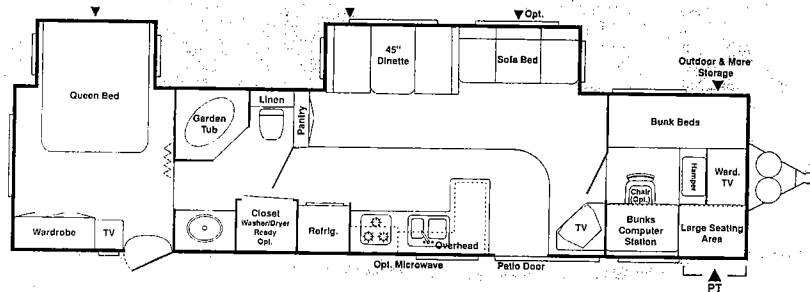 Opt.
Queen Bed
45"
Dinette
Sofa Bed
Outdoor & More
Storage
Garden
Tub
Linen
Pantry
Bunk Beds
Hamper
Ward.
TV
Chair
(Opt.)
Wardrobe
TV
Closet
Washer/Dryer
Ready
Opt.
Refrig.
Overhead
TV
Bunks
Computer
Station
Large Seating
Area
Opt. Microwave
Patio Door
PT